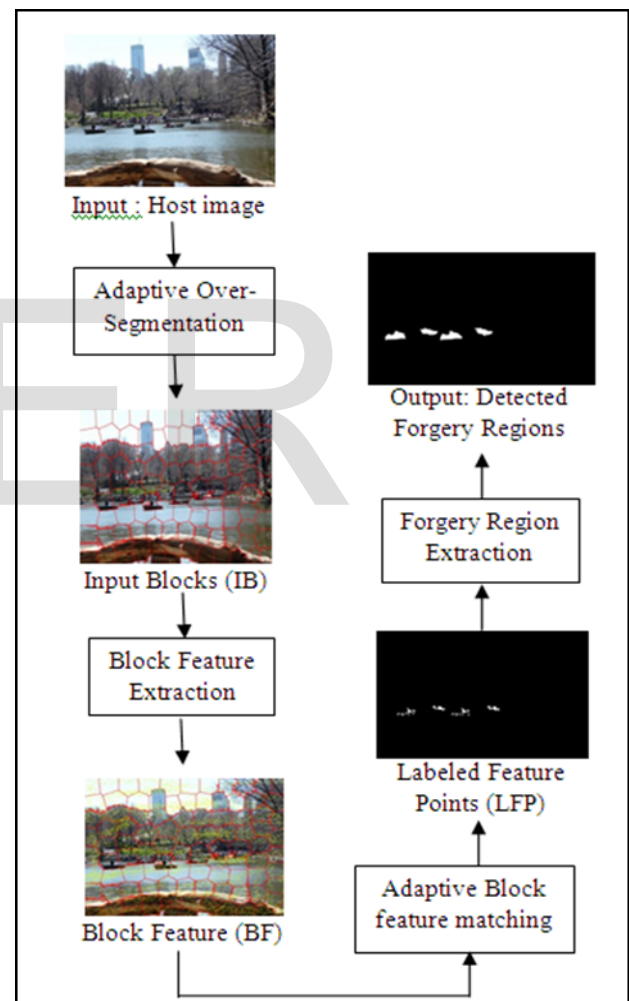 Input : Host image
Adaptive Over-
Segmentation
Input Blocks (IB)
Block Feature
Extraction
Block Feature (BF)
Adaptive Block
feature matching
Labeled Feature
Points (LFP)
Forgery Region
Extraction
Output: Detected
Forgery Regions
ER